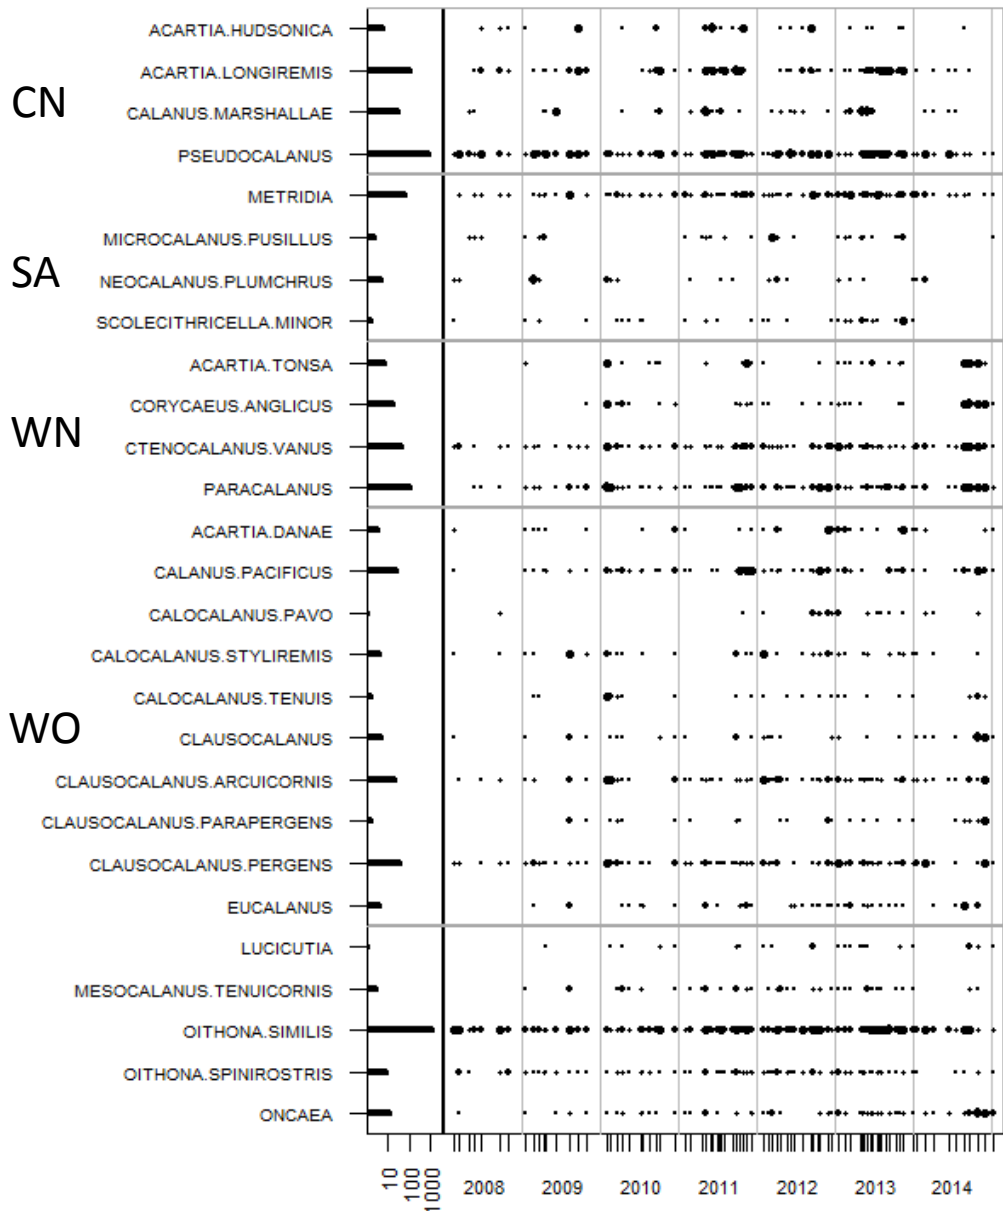 CN
ACARTIA.HUDSONICA
ACARTIA.LONGIREMIS
CALANUS.MARSHALLAE
PSEUDOCALANUS
SA
METRIDIA
MICROCALANUS.PUSILLUS
NEOCALANUS.PLUMCHRUS
SCOLECITHRICELLA.MINOR
WN
ACARTIA.TONSA
CORYCAEUS.ANGLICUS
CTENOCALANUS.VANUS
PARACALANUS
WO
ACARTIA.DANAE
CALANUS.PACIFICUS
CALOCALANUS.PAVO
CALOCALANUS.STYLIREMIS
CALOCALANUS.TENUIS
CLAUSOCALANUS
CLAUSOCALANUS.ARCUICORNIS
CLAUSOCALANUS.PARAPERGENS
CLAUSOCALANUS.PERGENS
EUCALANUS
LUCICUTIA
MESOCALANUS.TENUICORNIS
OITHONA.SIMILIS
OITHONA.SPINIROSTRIS
ONCAEA
10 100 1000 2008 2009 2010 2011 2012 2013 2014